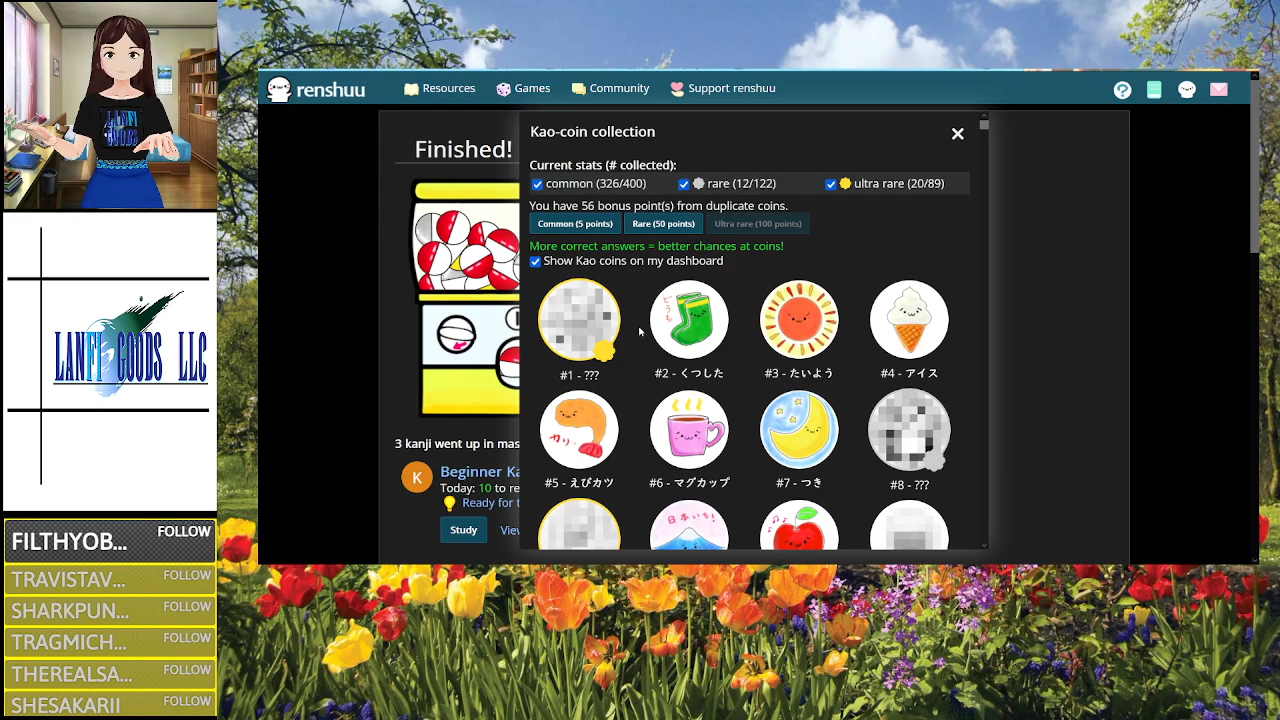 LANFI
GOODS
LANFI GOODS LLC
FILTHYOB... FOLLOW
TRAVISTAV... FOLLOW
SHARKPUN... FOLLOW
TRAGMICH... FOLLOW
THEREALSA... FOLLOW
SHESAKARII FOLLOW
renshuu Resources Games Community Support renshuu
Finished!
3 kanji went up in mas
K
Beginner Ka
Today: 10 to re
Ready for t
Study View
Kao-coin collection
Current stats (# collected):
common (326/400) rare (12/122) ultra rare (20/89)
You have 56 bonus point(s) from duplicate coins.
Common (5 points) Rare (50 points) Ultra rare (100 points)
More correct answers = better chances at coins!
Show Kao coins on my dashboard
どうも
#1 - ??? #2 - くつした #3 - たいよう #4 - アイス
カリッ
#5 - えびカツ #6 - マグカップ #7 - つき #8 - ???
日本いち!